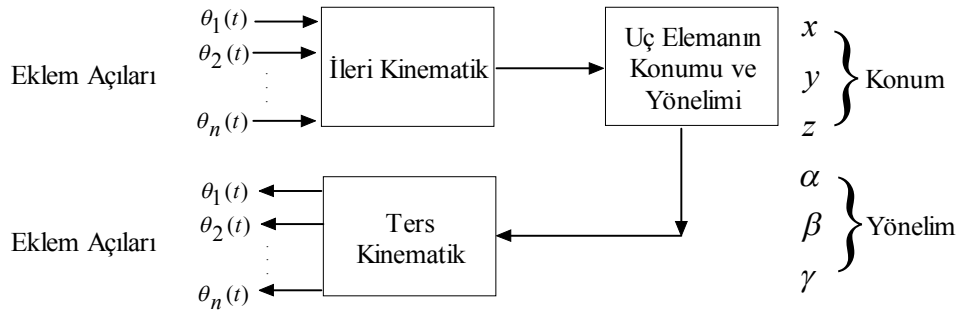 Eklem Açıları
θ1(t)
θ2(t)
θn(t)
İleri Kinematik
Uç Elemanın
Konumu ve
Yönelimi
x
y
z
Konum
α
β
γ
Yönelim
Eklem Açıları
θ1(t)
θ2(t)
θn(t)
Ters
Kinematik